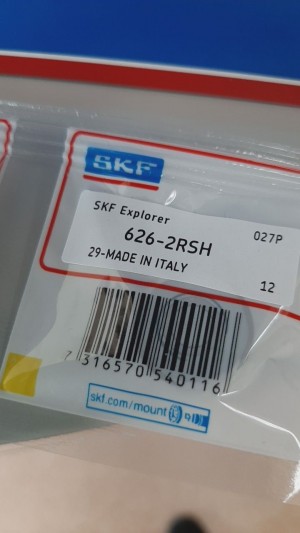 SKF
SKF Explorer 027P
626-2RSH
29-MADE IN ITALY
12
7 316570 540116
skf.com/mount